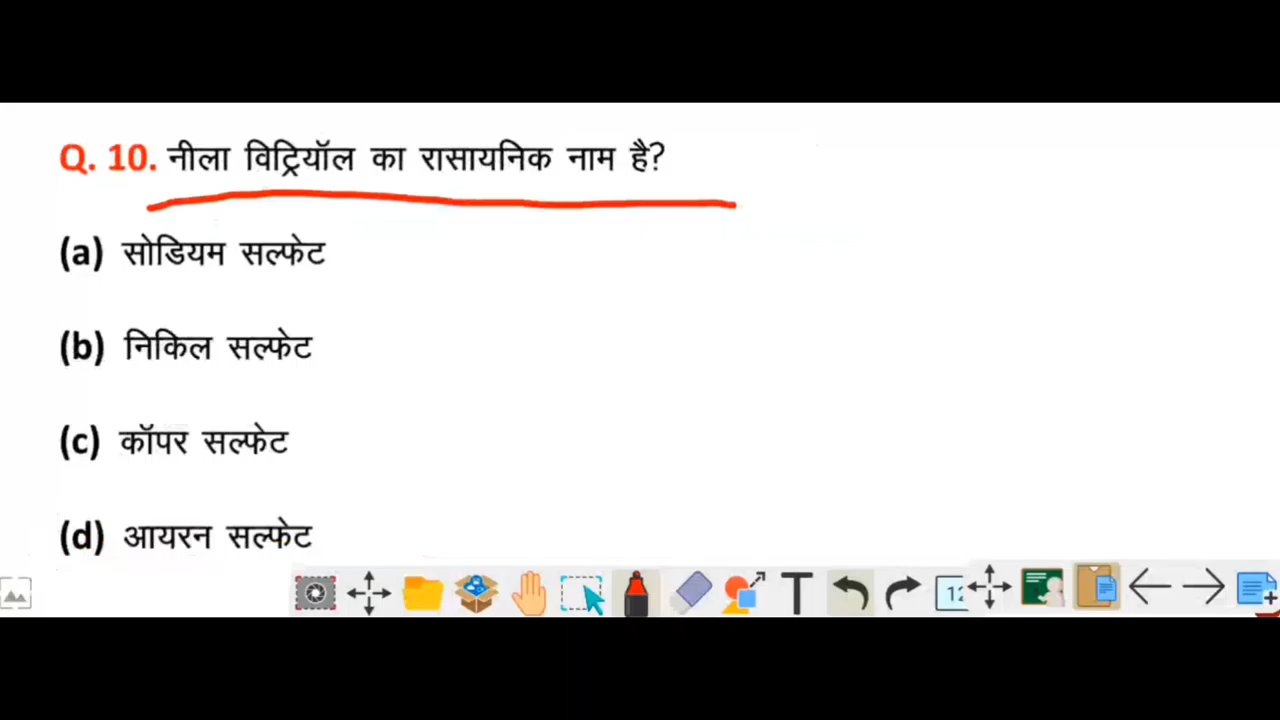 Q. 10. नीला विट्रियॉल का रासायनिक नाम है?
(a) सोडियम सल्फेट
(b) निकिल सल्फेट
(c) कॉपर सल्फेट
(d) आयरन सल्फेट
T